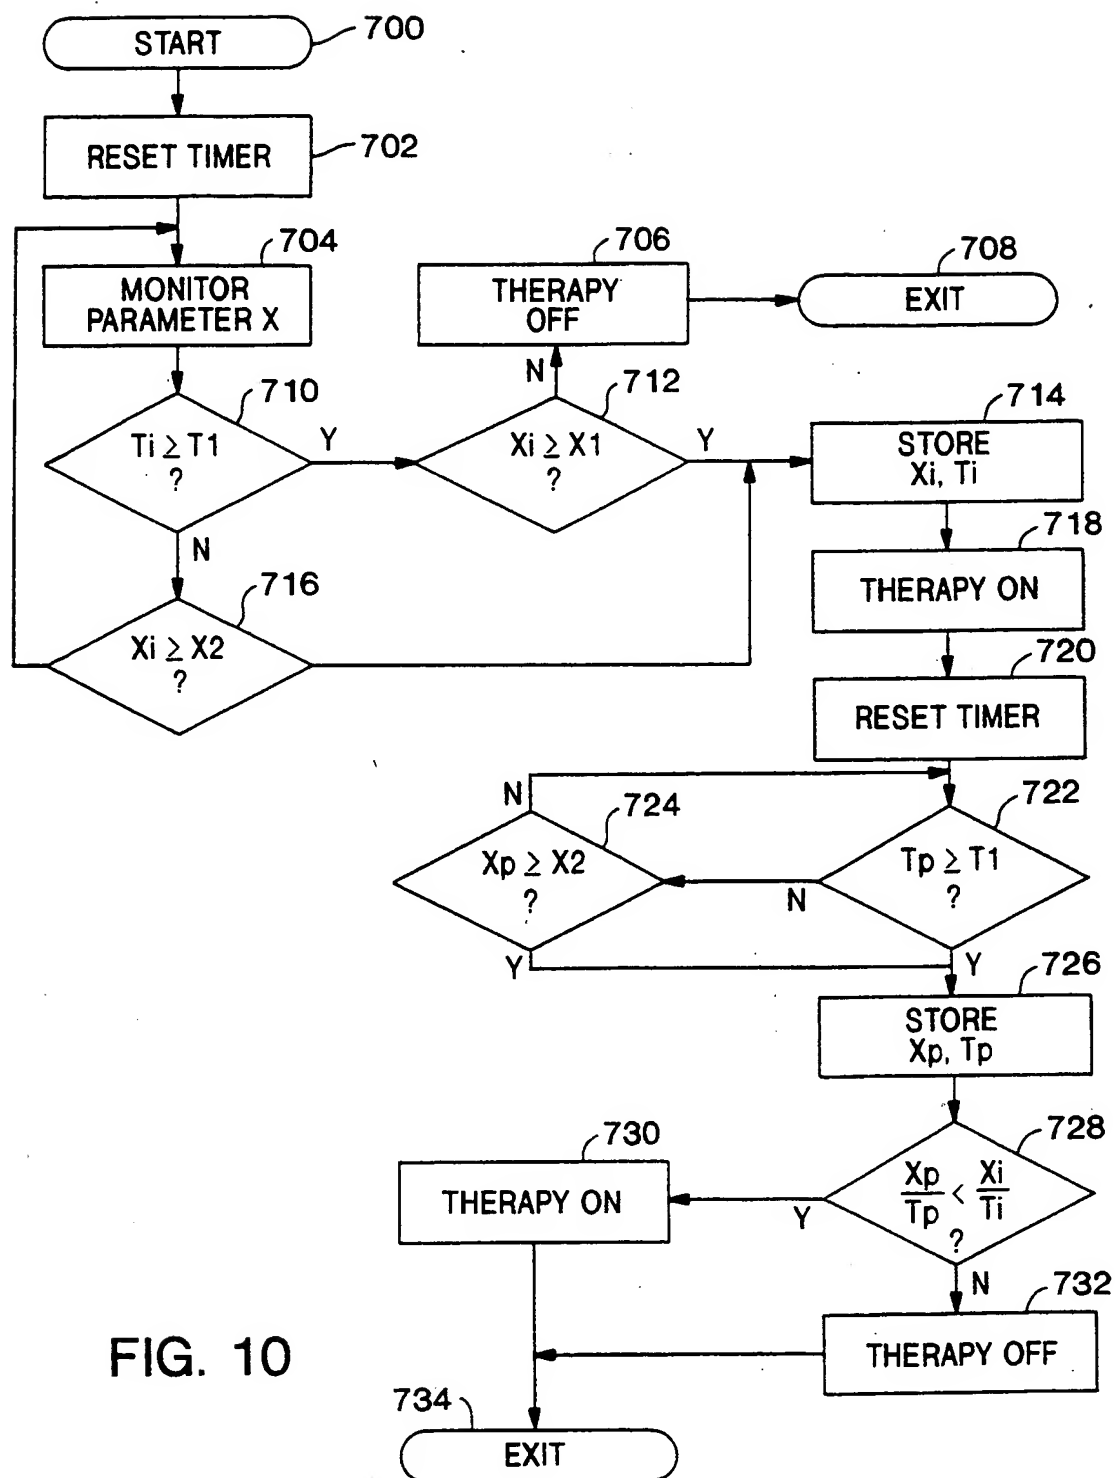 START
700
RESET TIMER
702
704
MONITOR
PARAMETER X
706
THERAPY
OFF
708
EXIT
710
Ti ≥ T1
?
Y
N
712
Xi ≥ X1
?
N
Y
714
STORE
Xi, Ti
716
Xi ≥ X2
?
718
THERAPY ON
720
RESET TIMER
722
Tp ≥ T1
?
N
Y
724
Xp ≥ X2
?
N
Y
726
STORE
Xp, Tp
728
Xp/Tp < Xi/Ti
?
Y
N
730
THERAPY ON
732
THERAPY OFF
734
EXIT
FIG. 10